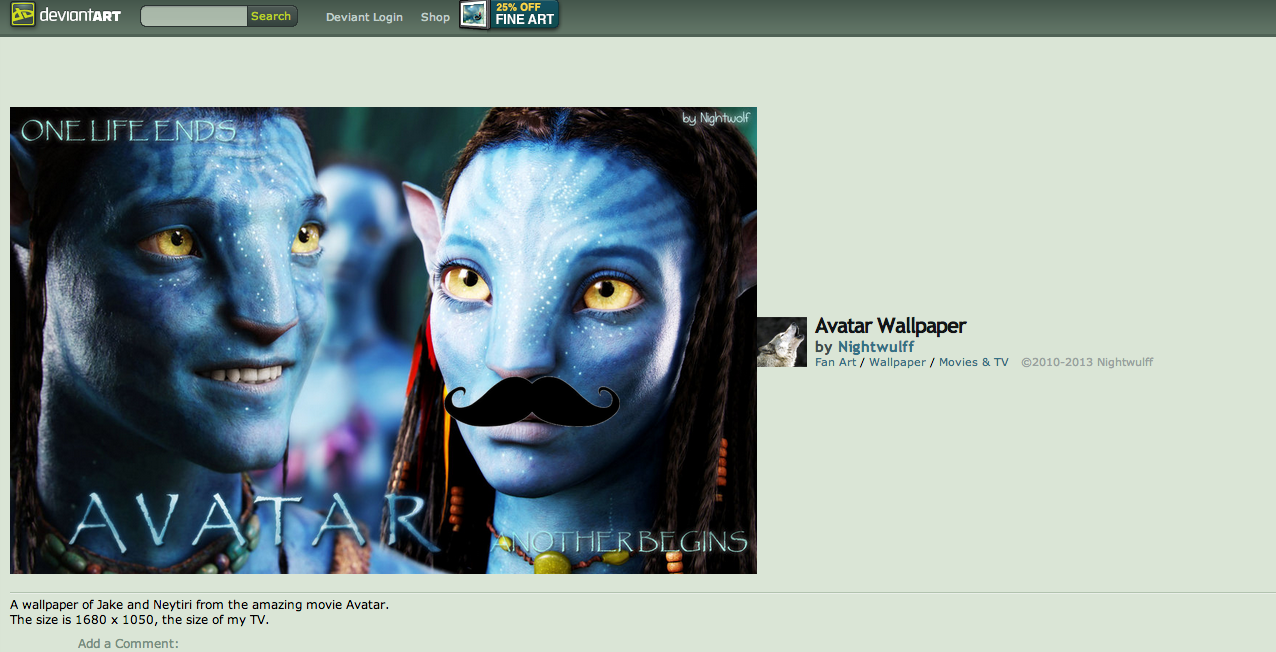 deviantART
Search
Deviant Login
Shop
25% OFF
FINE ART
ONE LIFE ENDS
by Nightwolf
AVATAR
ANOTHER BEGINS
Avatar Wallpaper
by Nightwulff
Fan Art / Wallpaper / Movies & TV ©2010-2013 Nightwulff
A wallpaper of Jake and Neytiri from the amazing movie Avatar.
The size is 1680 x 1050, the size of my TV.
Add a Comment: